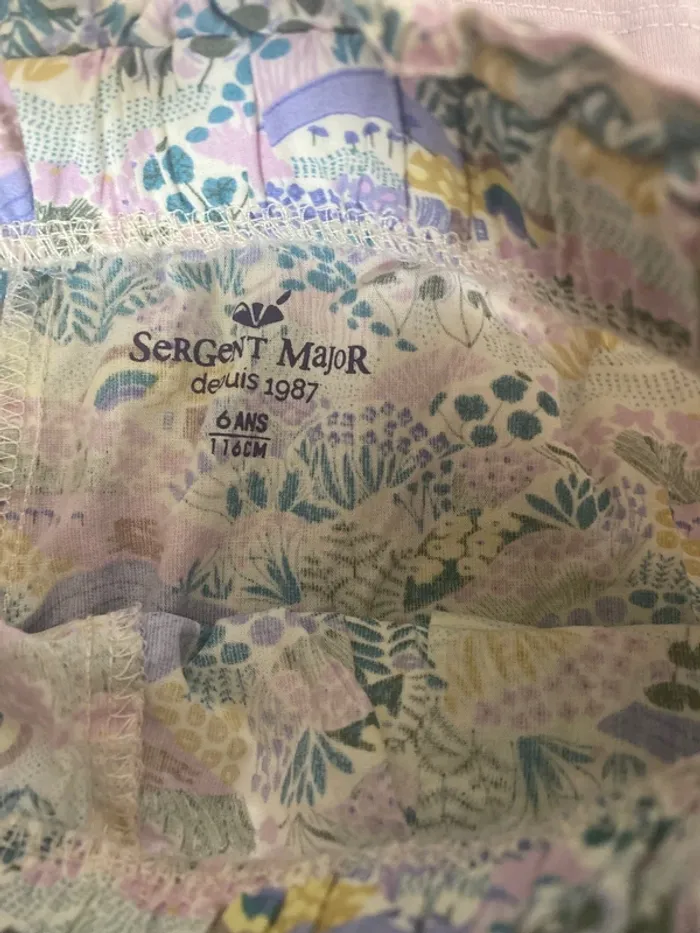 SeRGeNT MajoR
depuis 1987
6 ANS
116CM